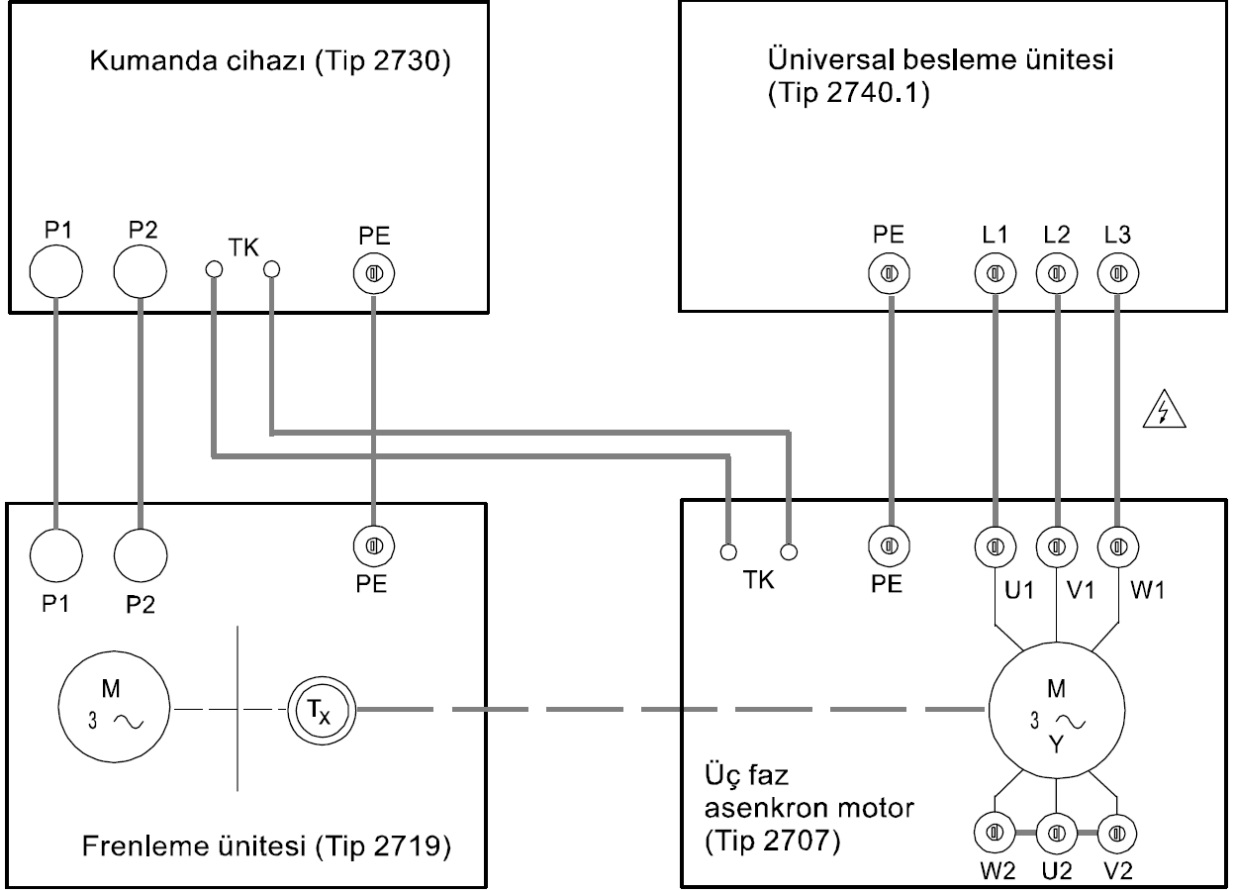 Kumanda cihazı (Tip 2730)
P1 P2 TK PE
Üniversal besleme ünitesi
(Tip 2740.1)
PE L1 L2 L3
P1 P2 PE
M
3
Tx
Frenleme ünitesi (Tip 2719)
TK PE U1 V1 W1
M
3
Y
Üç faz
asenkron motor
(Tip 2707)
W2 U2 V2